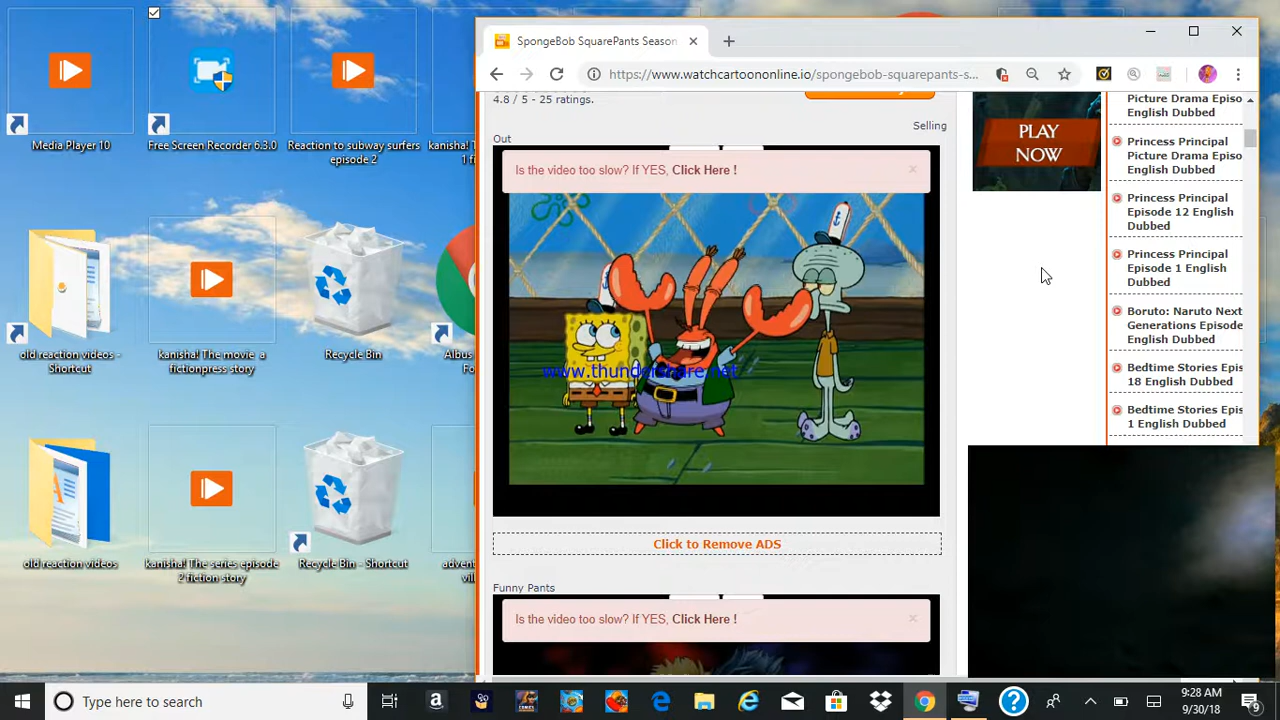 Media Player 10
Free Screen Recorder 6.3.0
Reaction to subway surfers
episode 2
kanish
1 f
old reaction videos -
Shortcut
kanisha! The movie a
fictionpress story
Recycle Bin
Albus
Fo
old reaction videos
kanisha! The series episode
2 fiction story
Recycle Bin - Shortcut
advent
vill
SpongeBob SquarePants Season
https://www.watchcartoononline.io/spongebob-squarepants-s...
4.8 / 5 - 25 ratings.
Selling
Out
Is the video too slow? If YES, Click Here !
www.thundershare.net
Click to Remove ADS
Funny Pants
Is the video too slow? If YES, Click Here !
PLAY
NOW
Picture Drama Episo
English Dubbed
Princess Principal
Picture Drama Episo
English Dubbed
Princess Principal
Episode 12 English
Dubbed
Princess Principal
Episode 1 English
Dubbed
Boruto: Naruto Next
Generations Episode
English Dubbed
Bedtime Stories Epis
18 English Dubbed
Bedtime Stories Epis
1 English Dubbed
Type here to search
9:28 AM
9/30/18